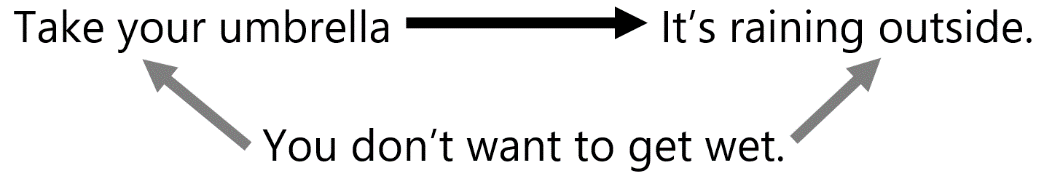 Take your umbrella It’s raining outside.
You don’t want to get wet.